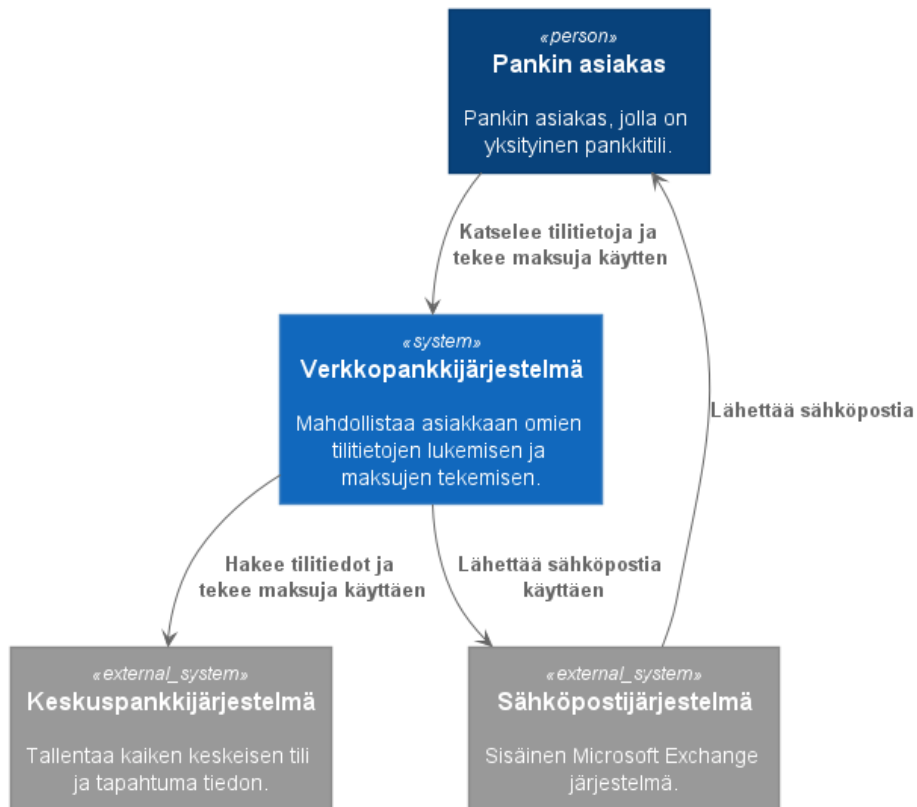 «person»
Pankin asiakas
Pankin asiakas, jolla on
yksityinen pankkitili.
Katselee tilitietoja ja
tekee maksuja käytten
«system»
Verkkopankkijärjestelmä
Mahdollistaa asiakkaan omien
tilitietojen lukemisen ja
maksujen tekemisen.
Lähettää sähköpostia
Hakee tilitiedot ja
tekee maksuja käyttäen
Lähettää sähköpostia
käyttäen
«external_system»
Keskuspankkijärjestelmä
Tallentaa kaiken keskeisen tili
ja tapahtuma tiedon.
«external_system»
Sähköpostijärjestelmä
Sisäinen Microsoft Exchange
järjestelmä.